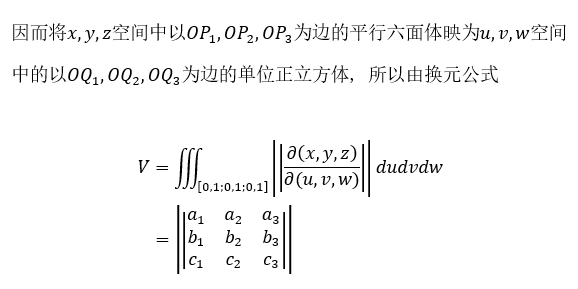 因而将x, y, z空间中以OP₁, OP₂, OP₃为边的平行六面体映为u, v, w空间
中的以OQ₁, OQ₂, OQ₃为边的单位正立方体，所以由换元公式
V = ∭_[0,1;0,1;0,1] ||∂(x, y, z)/∂(u, v, w)|| dudvdw
= || a₁ a₂ a₃
b₁ b₂ b₃
c₁ c₂ c₃ ||